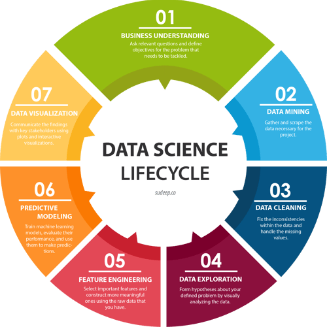 01
BUSINESS UNDERSTANDING
Ask relevant questions and define
objectives for the problem that
needs to be tackled.
02
DATA MINING
Gather and scrape the
data necessary for the
project.
03
DATA CLEANING
Fix the inconsistencies
within the data and
handle the missing
values.
04
DATA EXPLORATION
Form hypotheses about your
defined problem by visually
analyzing the data.
05
FEATURE ENGINEERING
Select important features and
construct more meaningful
ones using the raw data that
you have.
06
PREDICTIVE
MODELING
Train machine learning
models, evaluate their
performance, and use
them to make predic-
tions.
07
DATA VISUALIZATION
Communicate the findings
with key stakeholders using
plots and interactive
visualizations.
DATA SCIENCE
LIFECYCLE
sudeep.co